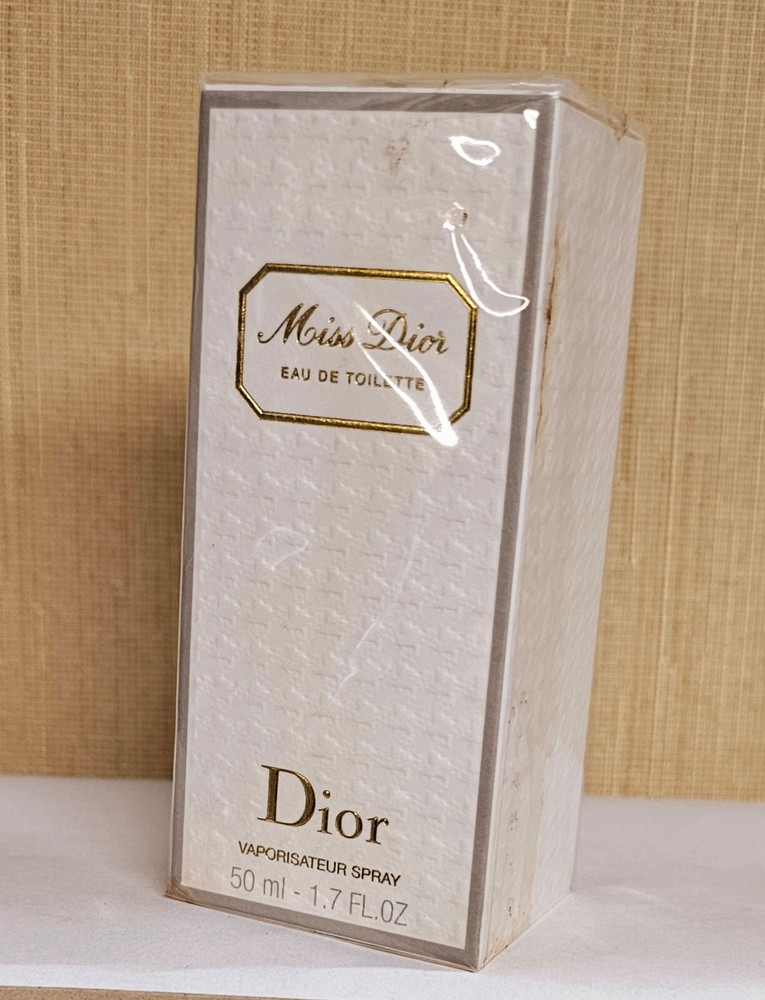 Miss Dior
EAU DE TOILETTE
Dior
VAPORISATEUR SPRAY
50 ml - 1.7 FL.OZ